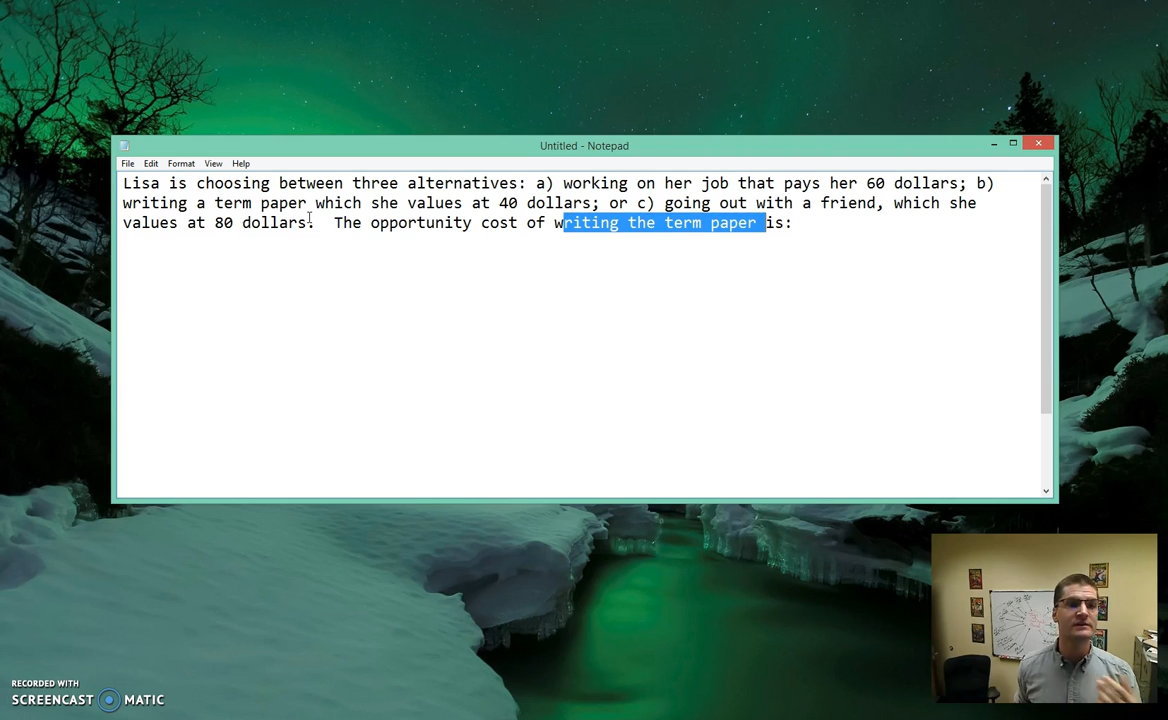 Untitled - Notepad
File Edit Format View Help
Lisa is choosing between three alternatives: a) working on her job that pays her 60 dollars; b)
writing a term paper which she values at 40 dollars; or c) going out with a friend, which she
values at 80 dollars. The opportunity cost of writing the term paper is:
RECORDED WITH
SCREENCAST MATIC